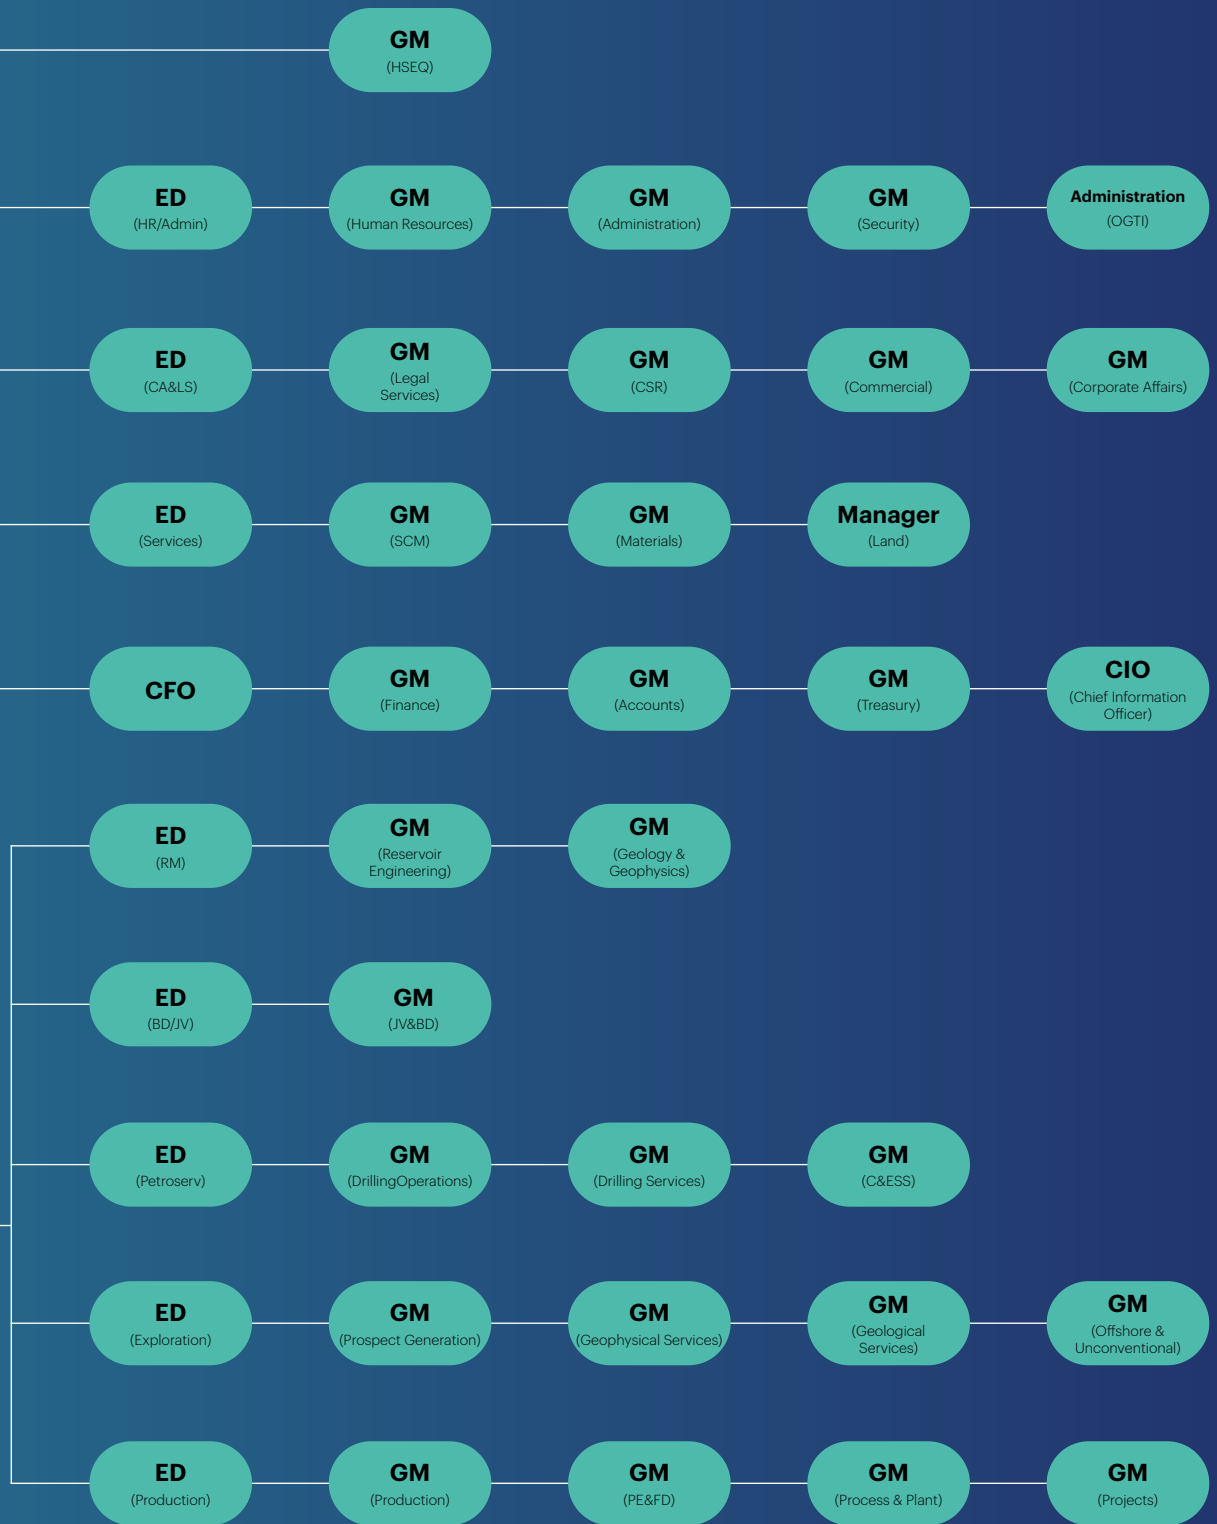 GM
(HSEQ)
ED
(HR/Admin)
GM
(Human Resources)
GM
(Administration)
GM
(Security)
Administration
(OGTI)
ED
(CA&LS)
GM
(Legal
Services)
GM
(CSR)
GM
(Commercial)
GM
(Corporate Affairs)
ED
(Services)
GM
(SCM)
GM
(Materials)
Manager
(Land)
CFO
GM
(Finance)
GM
(Accounts)
GM
(Treasury)
CIO
(Chief Information
Officer)
ED
(RM)
GM
(Reservoir
Engineering)
GM
(Geology &
Geophysics)
ED
(BD/JV)
GM
(JV&BD)
ED
(Petroserv)
GM
(DrillingOperations)
GM
(Drilling Services)
GM
(C&ESS)
ED
(Exploration)
GM
(Prospect Generation)
GM
(Geophysical Services)
GM
(Geological
Services)
GM
(Offshore &
Unconventional)
ED
(Production)
GM
(Production)
GM
(PE&FD)
GM
(Process & Plant)
GM
(Projects)